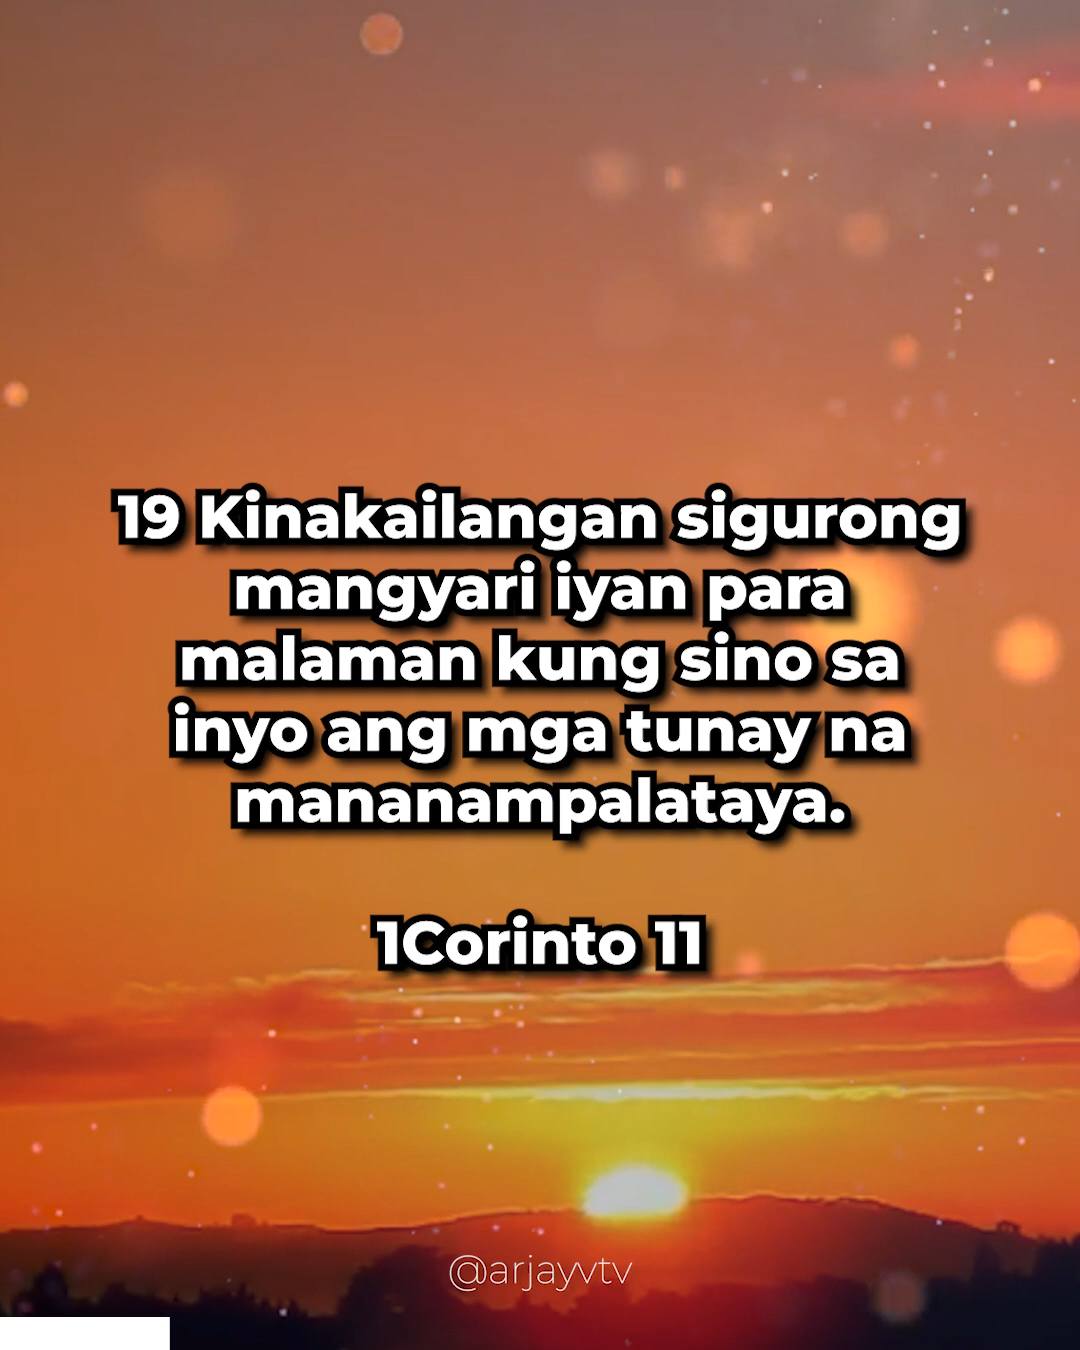 19 Kinakailangan sigurong
mangyari iyan para
malaman kung sino sa
inyo ang mga tunay na
mananampalataya.
1Corinto 11
@arjayvtv